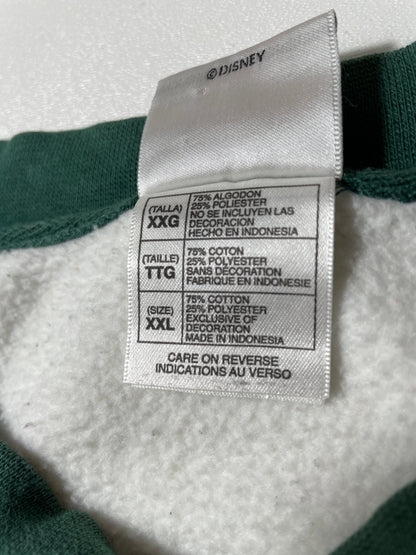 ©DISNEY
(TALLA)
XXG
75% ALGODON
25% POLIESTER
NO SE INCLUYEN LAS
DECORACION
HECHO EN INDONESIA
(TAILLE)
TTG
75% COTON
25% POLYESTER
SANS DÉCORATION
FABRIQUE EN INDONESIE
(SIZE)
XXL
75% COTTON
25% POLYESTER
EXCLUSIVE OF
DECORATION
MADE IN INDONESIA
CARE ON REVERSE
INDICATIONS AU VERSO